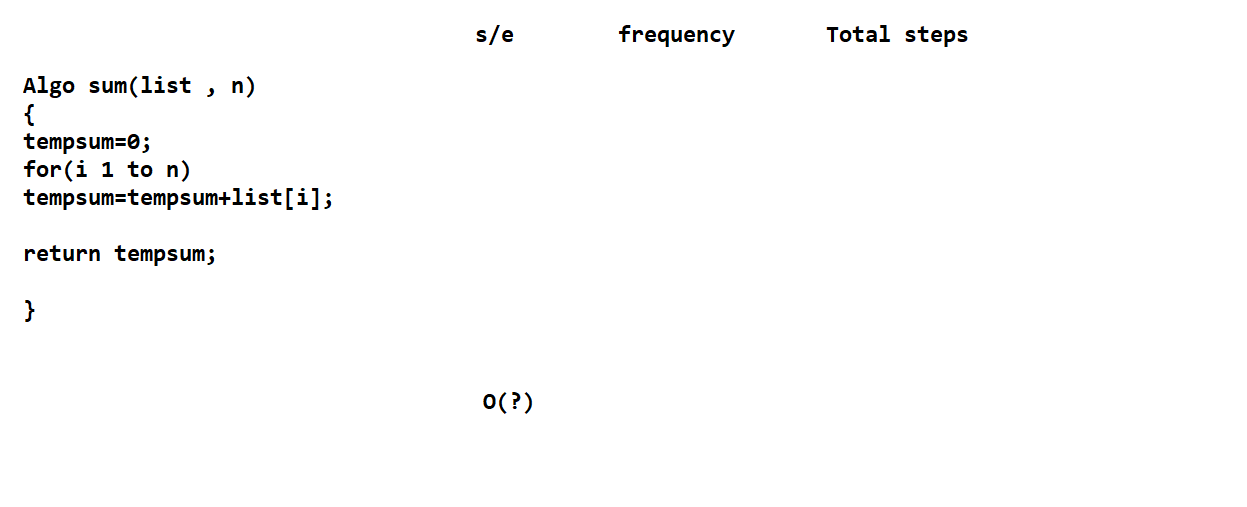 s/e frequency Total steps
Algo sum(list , n)
{
tempsum=0;
for(i 1 to n)
tempsum=tempsum+list[i];
return tempsum;
}
O(?)